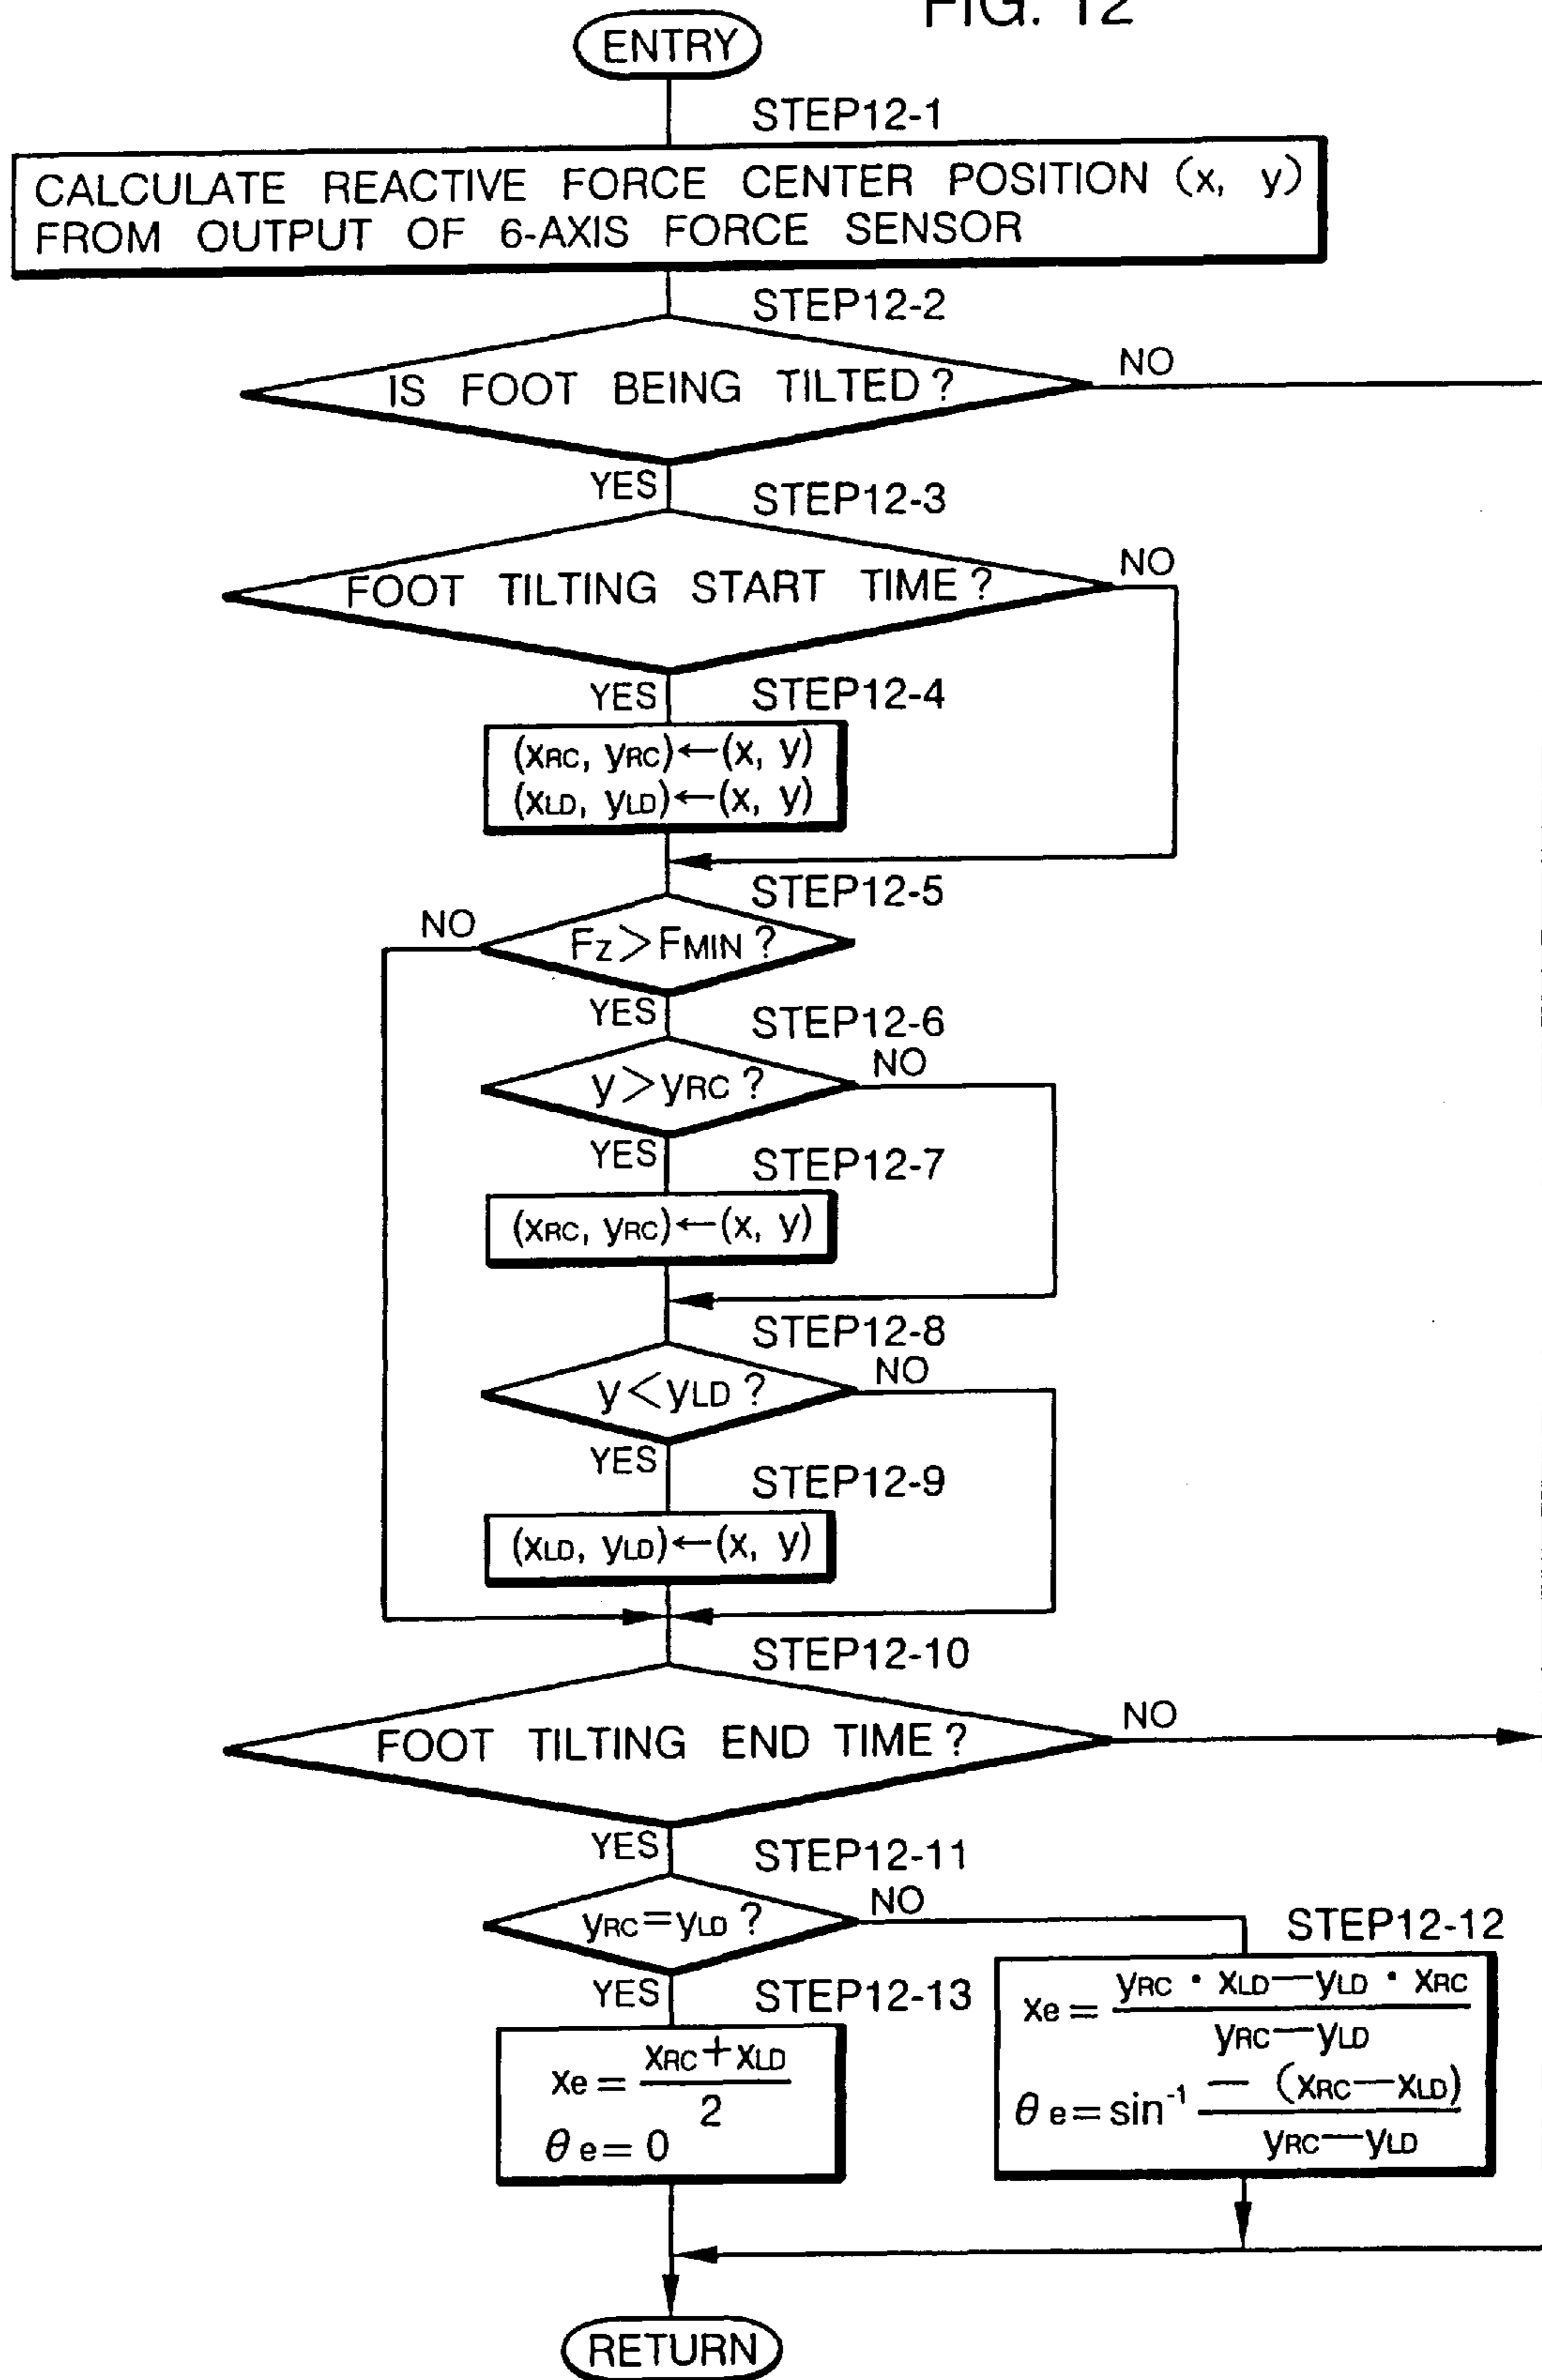 FIG. 12
ENTRY
STEP12-1
CALCULATE REACTIVE FORCE CENTER POSITION (x, y)
FROM OUTPUT OF 6-AXIS FORCE SENSOR
STEP12-2
IS FOOT BEING TILTED?
NO
YES
STEP12-3
FOOT TILTING START TIME?
NO
YES
STEP12-4
(xRC, yRC)←(x, y)
(xLD, yLD)←(x, y)
STEP12-5
NO
Fz>FMIN?
YES
STEP12-6
y>yRC?
NO
YES
STEP12-7
(xRC, yRC)←(x, y)
STEP12-8
y<yLD?
NO
YES
STEP12-9
(xLD, yLD)←(x, y)
STEP12-10
FOOT TILTING END TIME?
NO
YES
STEP12-11
yRC=yLD?
NO
YES
STEP12-12
xe = yRC · xLD—yLD · xRC
yRC—yLD
θe=sin⁻¹ — (xRC—xLD)
yRC—yLD
STEP12-13
xe = xRC+xLD
2
θe= 0
RETURN